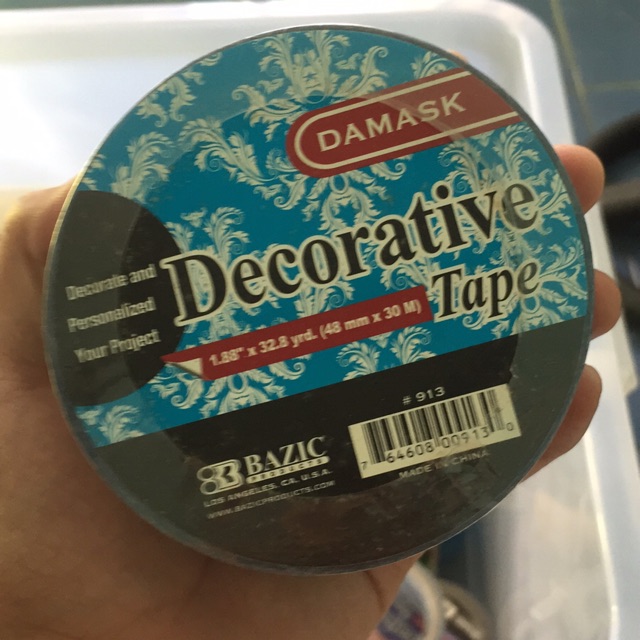 DAMASK
Decorative
Tape
Decorate and
Personelized
Your Project
1.88" x 32.8 yrd. (48 mm x 30 M)
# 913
BAZIC
PRODUCTS
LOS ANGELES, CA. U.S.A.
WWW.BAZICPRODUCTS.COM
7 64608 00913 0
MADE IN CHINA